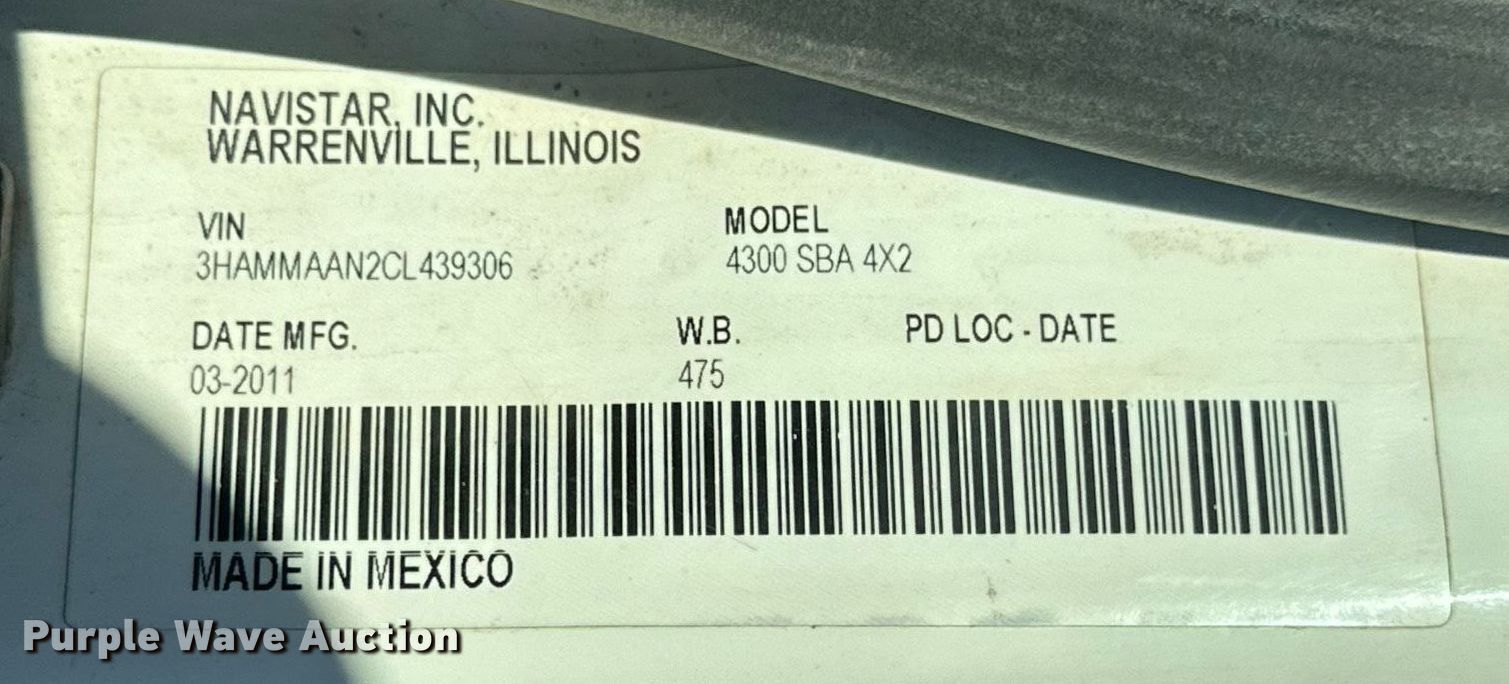 NAVISTAR, INC.
WARRENVILLE, ILLINOIS
VIN MODEL
3HAMMAAN2CL439306 4300 SBA 4X2
DATE MFG. W.B. PD LOC - DATE
03-2011 475
MADE IN MEXICO
Purple Wave Auction